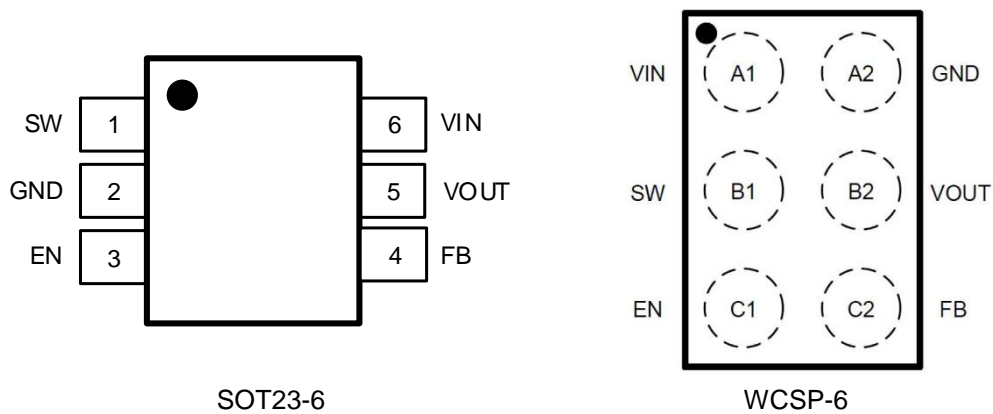 SW 1 6 VIN
GND 2 5 VOUT
EN 3 4 FB
SOT23-6
VIN A1 A2 GND
SW B1 B2 VOUT
EN C1 C2 FB
WCSP-6